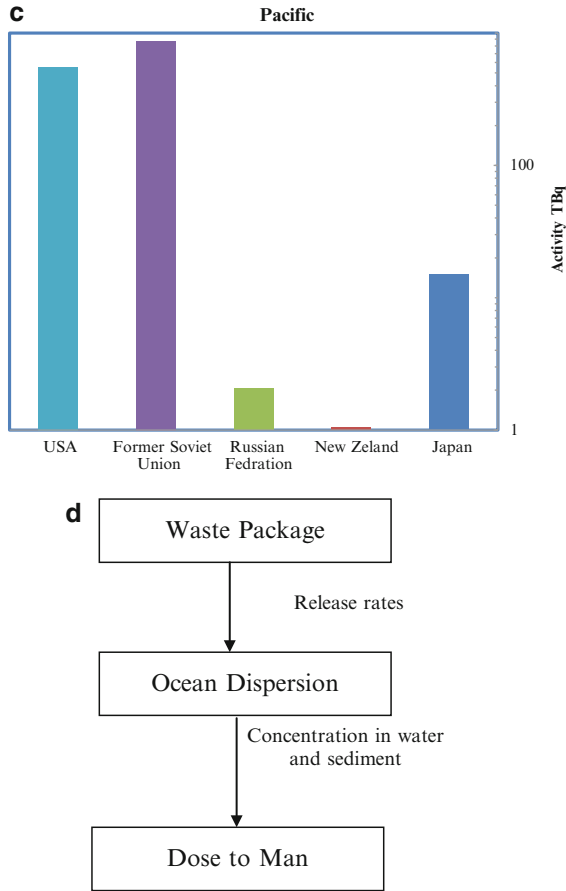 c
Pacific
100
Activity TBq
1
USA
Former Soviet
Union
Russian
Fedration
New Zeland
Japan
d
Waste Package
Release rates
Ocean Dispersion
Concentration in water
and sediment
Dose to Man